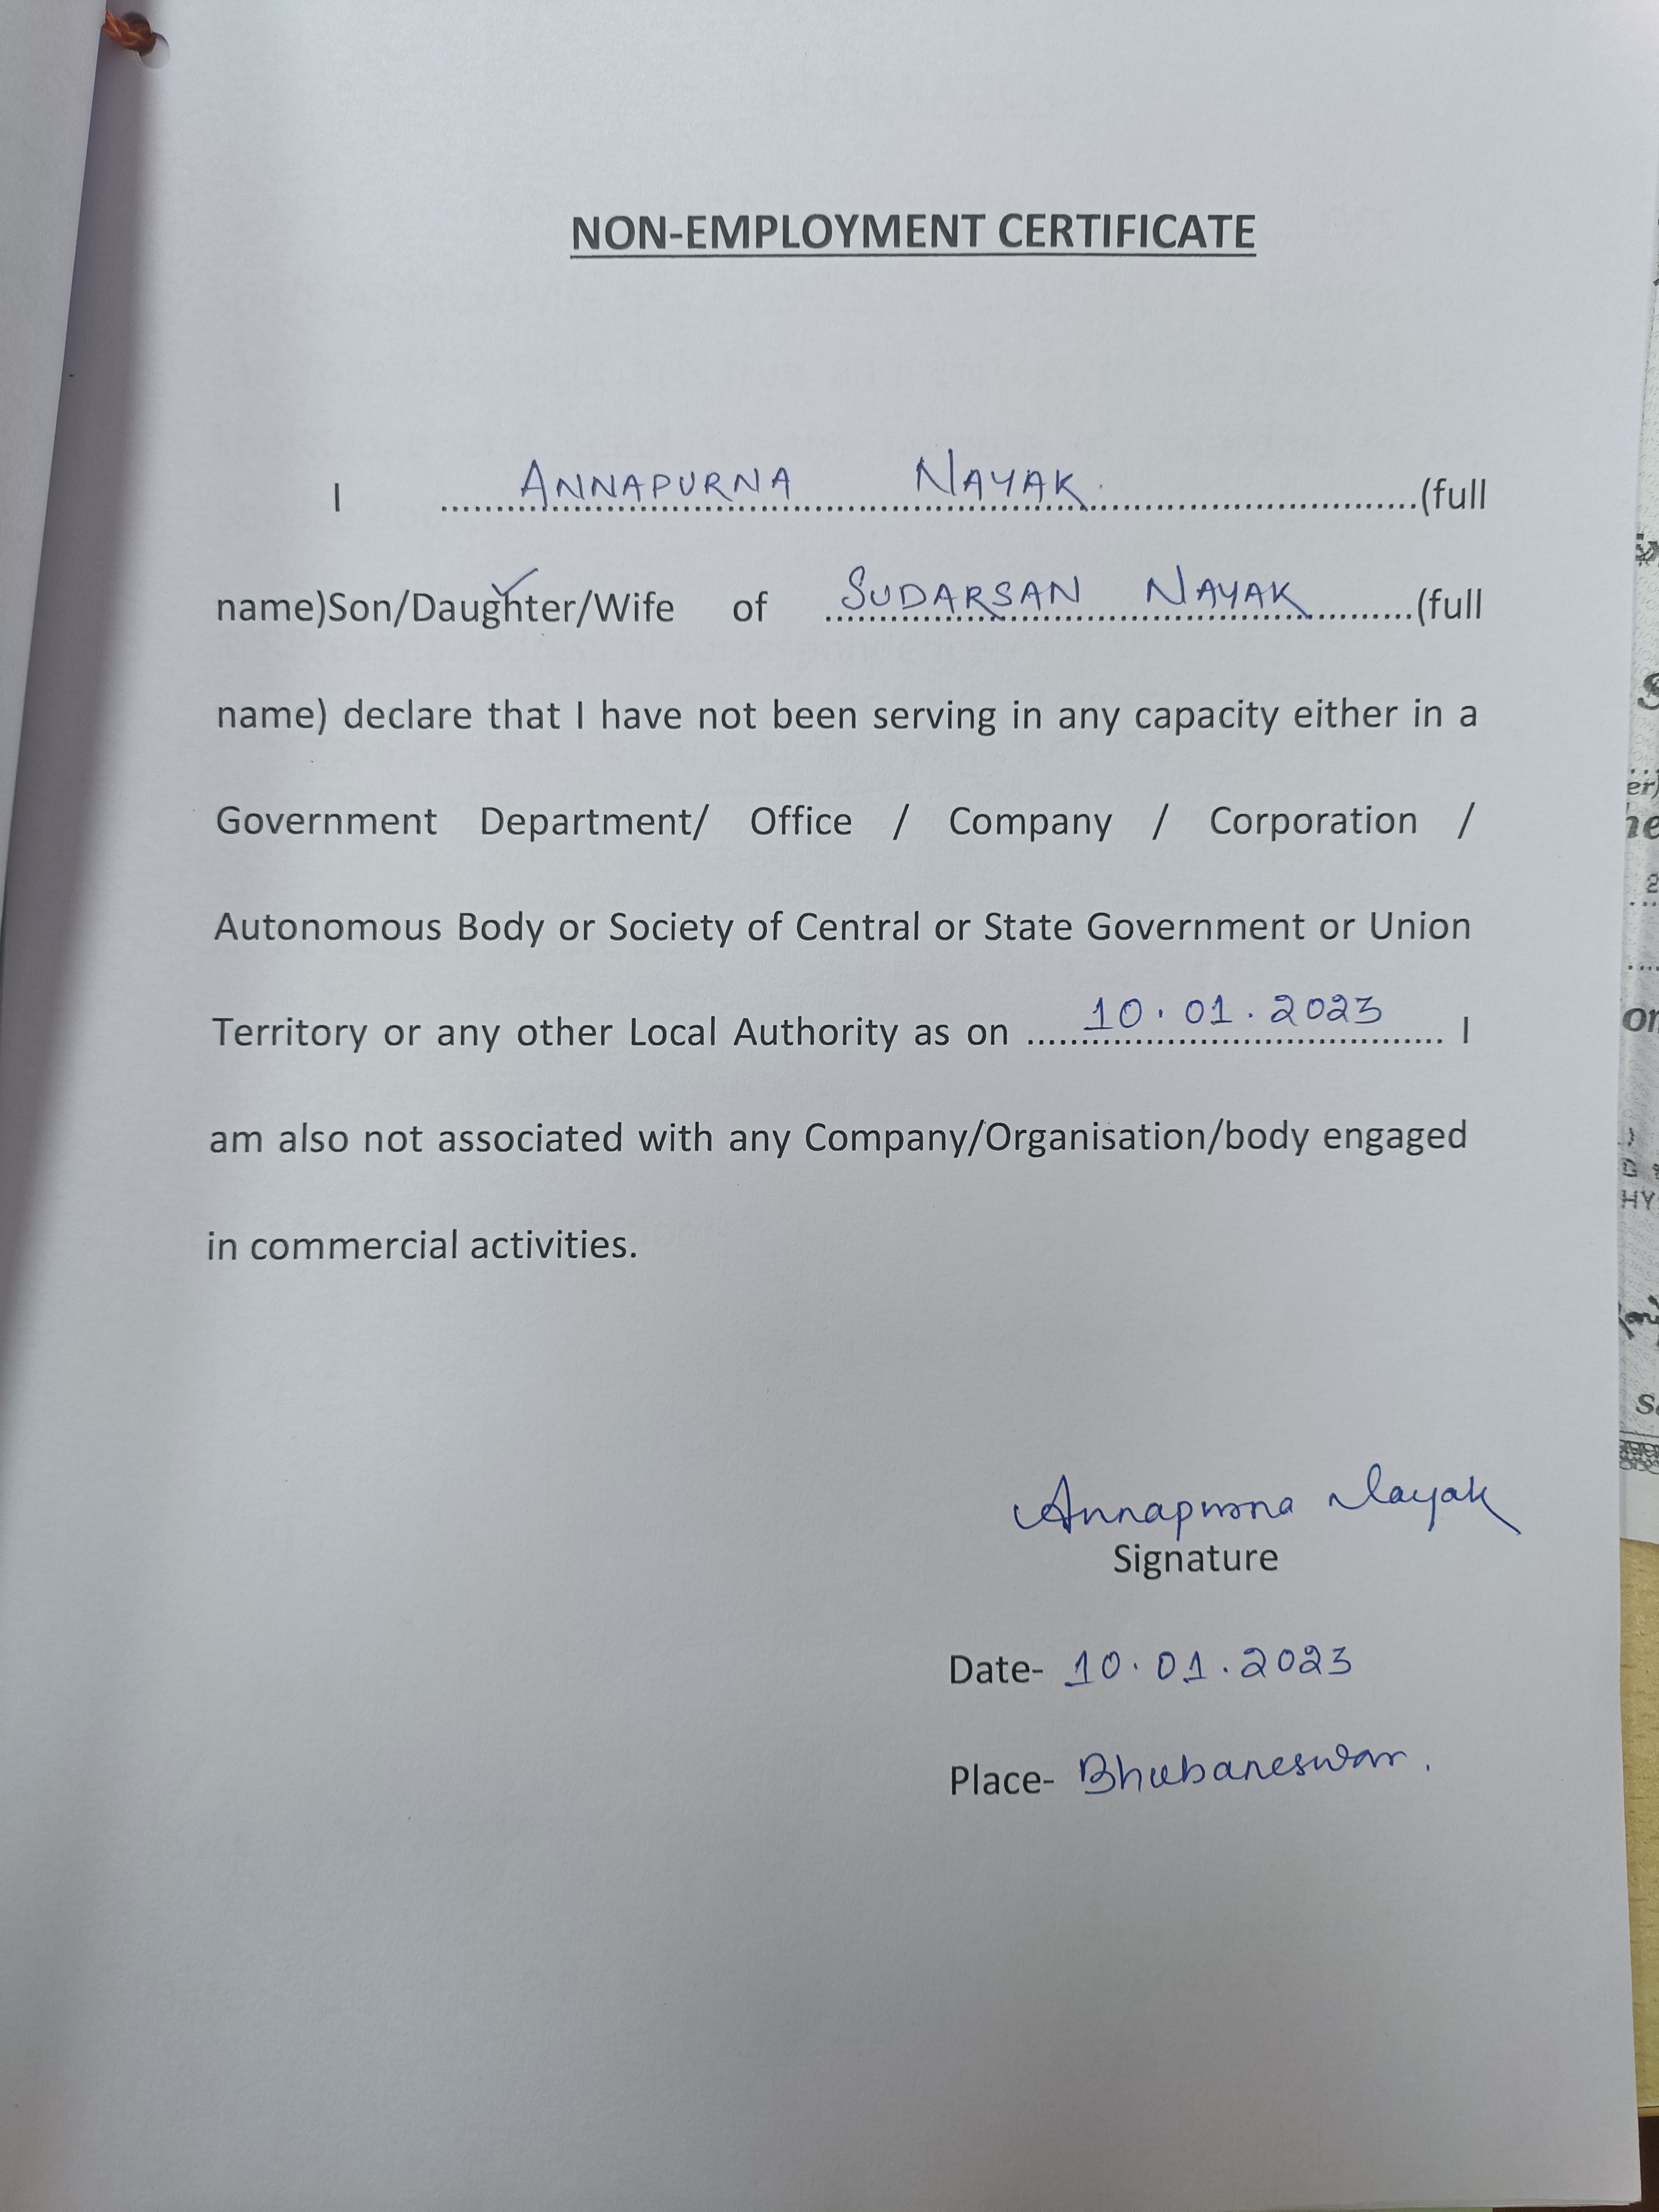 NON-EMPLOYMENT CERTIFICATE
I ............ANNAPURNA NAYAK...............................(full
name)Son/Daughter/Wife of ..SUDARSAN NAYAK..........(full
name) declare that I have not been serving in any capacity either in a
Government Department/ Office / Company / Corporation /
Autonomous Body or Society of Central or State Government or Union
Territory or any other Local Authority as on ......10.01.2023...... I
am also not associated with any Company/Organisation/body engaged
in commercial activities.
Annapurna Nayak
Signature
Date- 10.01.2023
Place- Bhubaneswar.